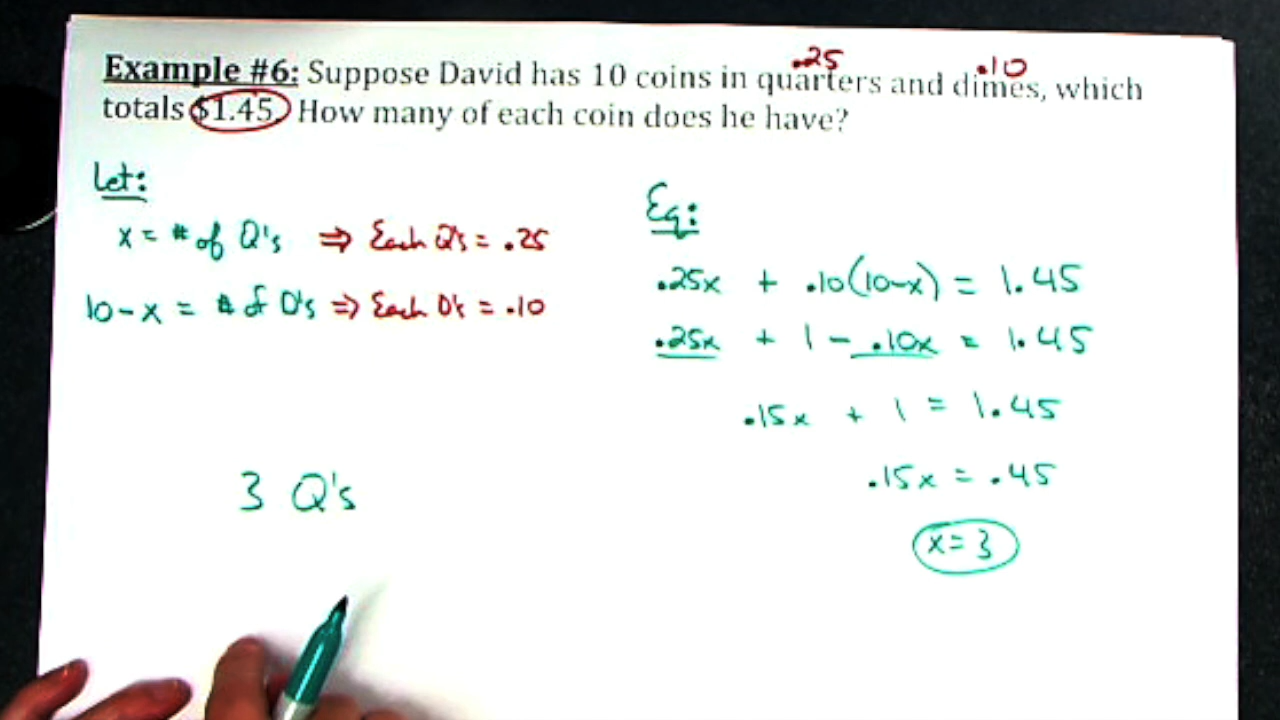 .25 .10
Example #6: Suppose David has 10 coins in quarters and dimes, which
totals $1.45. How many of each coin does he have?
Let:
x = # of Q's ⇒ Each Q's = .25
10-x = # of D's ⇒ Each D's = .10
3 Q's
Eq:
.25x + .10(10-x) = 1.45
.25x + 1 - .10x = 1.45
.15x + 1 = 1.45
.15x = .45
x = 3